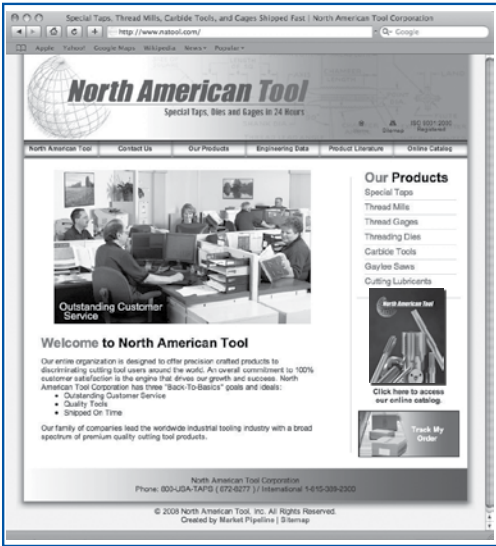 Special Taps, Thread Mills, Carbide Tools, and Gages Shipped Fast | North American Tool Corporation
http://www.natool.com/
Google
Apple Yahoo! Google Maps Wikipedia News Popular
North American Tool
Special Taps, Dies and Gages in 24 Hours
Sitemap
ISO 9001:2000
Registered
North American Tool Contact Us Our Products Engineering Data Product Literature Online Catalog
Our Products
Special Taps
Thread Mills
Thread Gages
Threading Dies
Carbide Tools
Gaylee Saws
Cutting Lubricants
Outstanding Customer
Service
North American Tool
Click here to access
our online catalog.
Track My
Order
Welcome to North American Tool
Our entire organization is designed to offer precision crafted products to
discriminating cutting tool users around the world. An overall commitment to 100%
customer satisfaction is the engine that drives our growth and success. North
American Tool Corporation has three "Back-To-Basics" goals and ideals:
• Outstanding Customer Service
• Quality Tools
• Shipped On Time
Our family of companies lead the worldwide industrial tooling industry with a broad
spectrum of premium quality cutting tool products.
North American Tool Corporation
Phone: 800-USA-TAPS ( 872-8277 ) / International 1-815-389-2300
© 2008 North American Tool, Inc. All Rights Reserved.
Created by Market Pipeline | Sitemap